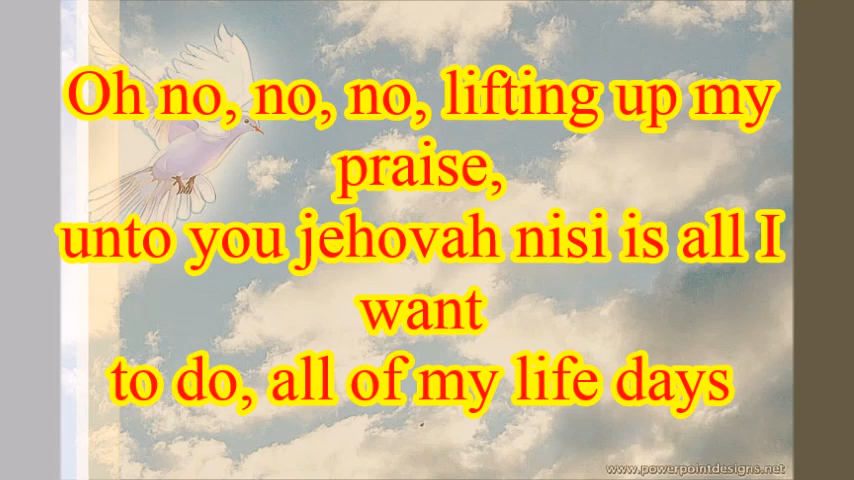 Oh no, no, no, lifting up my
praise,
unto you jehovah nisi is all I
want
to do, all of my life days
www.powerpointdesigns.net